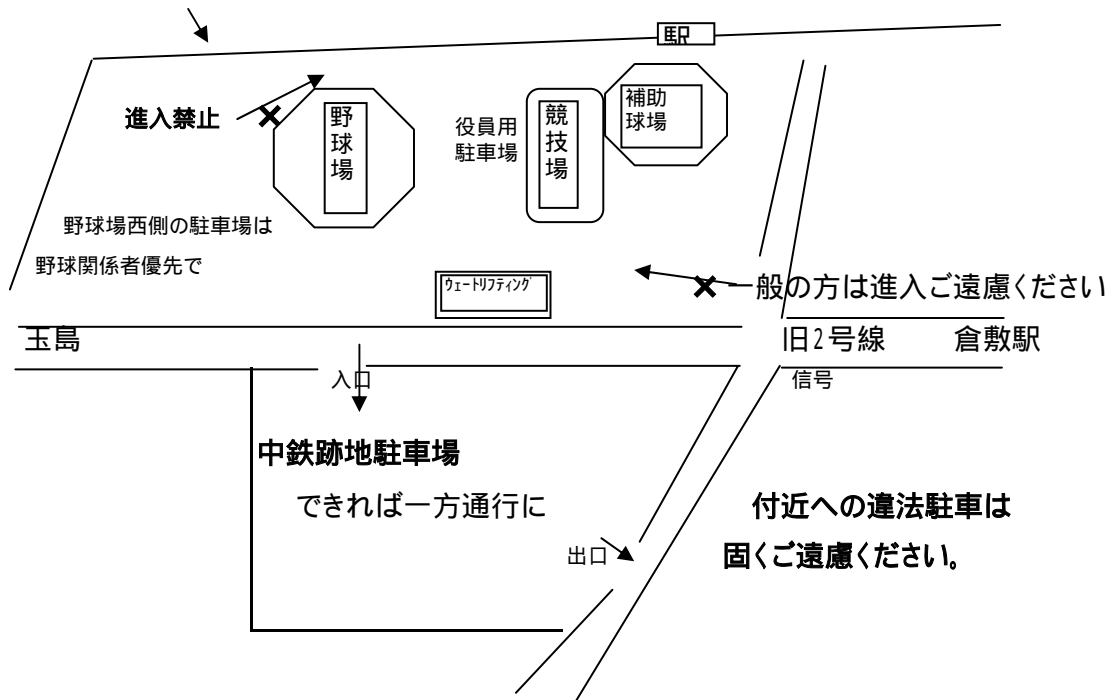 駅
進入禁止
野球場
役員用
駐車場
競技場
補助
球場
野球場西側の駐車場は
野球関係者優先で
ウェートリフティング
一般の方は進入ご遠慮ください
玉島
旧2号線
倉敷駅
入口
信号
中鉄跡地駐車場
できれば一方通行に
付近への違法駐車は
固くご遠慮ください。
出口